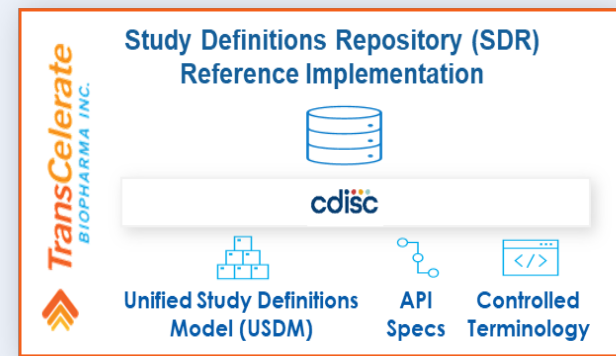 Study Definitions Repository (SDR)
Reference Implementation
TransCelerate
BIOPHARMA INC.
cdisc
</>
Unified Study Definitions
Model (USDM)
API
Specs
Controlled
Terminology